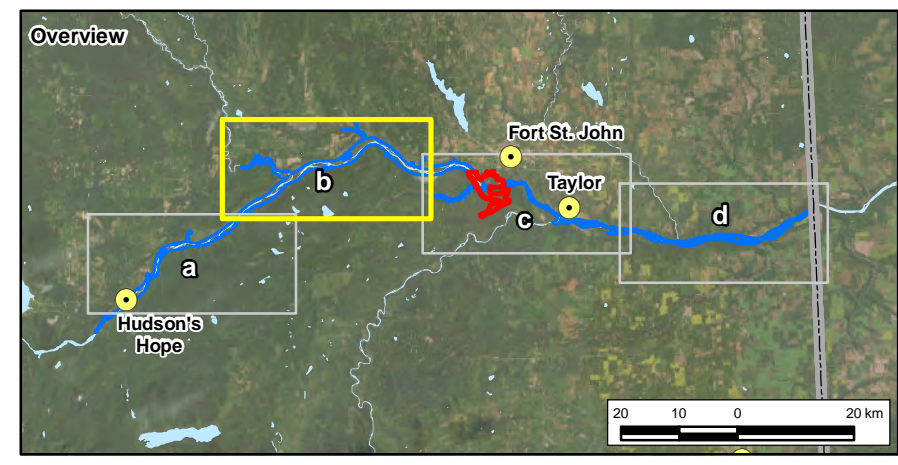 Overview
Fort St. John
Taylor
b
d
c
a
Hudson's
Hope
20 10 0 20 km